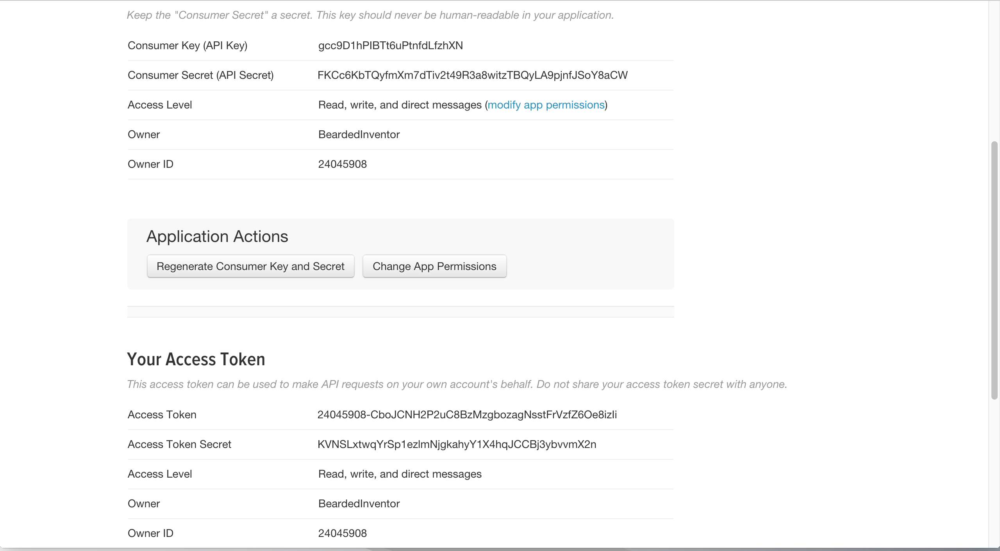 Keep the "Consumer Secret" a secret. This key should never be human-readable in your application.
Consumer Key (API Key) gcc9D1hPIBTt6uPtnfdLfzhXN
Consumer Secret (API Secret) FKCc6KbTQyfmXm7dTiv2t49R3a8witzTBQyLA9pjnfJSoY8aCW
Access Level Read, write, and direct messages (modify app permissions)
Owner BeardedInventor
Owner ID 24045908
Application Actions
Regenerate Consumer Key and Secret Change App Permissions
Your Access Token
This access token can be used to make API requests on your own account's behalf. Do not share your access token secret with anyone.
Access Token 24045908-CboJCNH2P2uC8BzMzgbozagNsstFrVzfZ6Oe8izIi
Access Token Secret KVNSLxtwqYrSp1ezlmNjgkahyY1X4hqJCCBj3ybvvmX2n
Access Level Read, write, and direct messages
Owner BeardedInventor
Owner ID 24045908